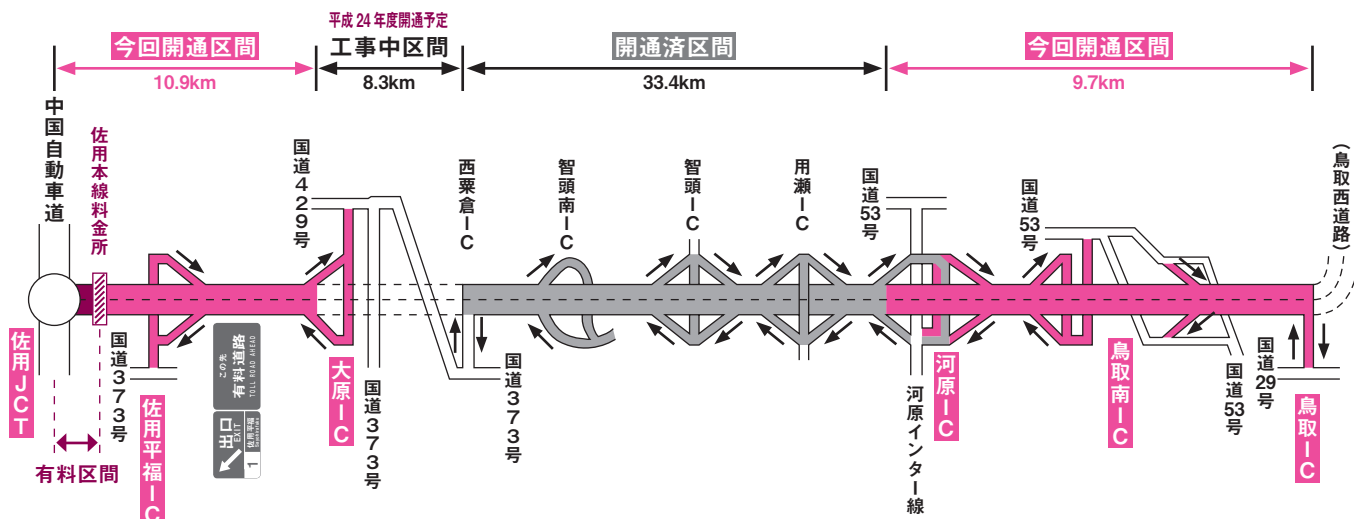 平成24年度開通予定
今回開通区間
工事中区間
開通済区間
今回開通区間
10.9km
8.3km
33.4km
9.7km
中国自動車道
佐用本線料金所
国道429号
西粟倉IC
智頭南IC
智頭IC
用瀬IC
国道53号
国道53号
(鳥取西道路)
佐用JCT
国道373号
佐用平福IC
この先
有料道路
TOLL ROAD AHEAD
出口
EXIT
佐用平福
1
大原IC
国道373号
国道373号
河原インター線
河原IC
鳥取南IC
国道53号
国道29号
鳥取IC
有料区間